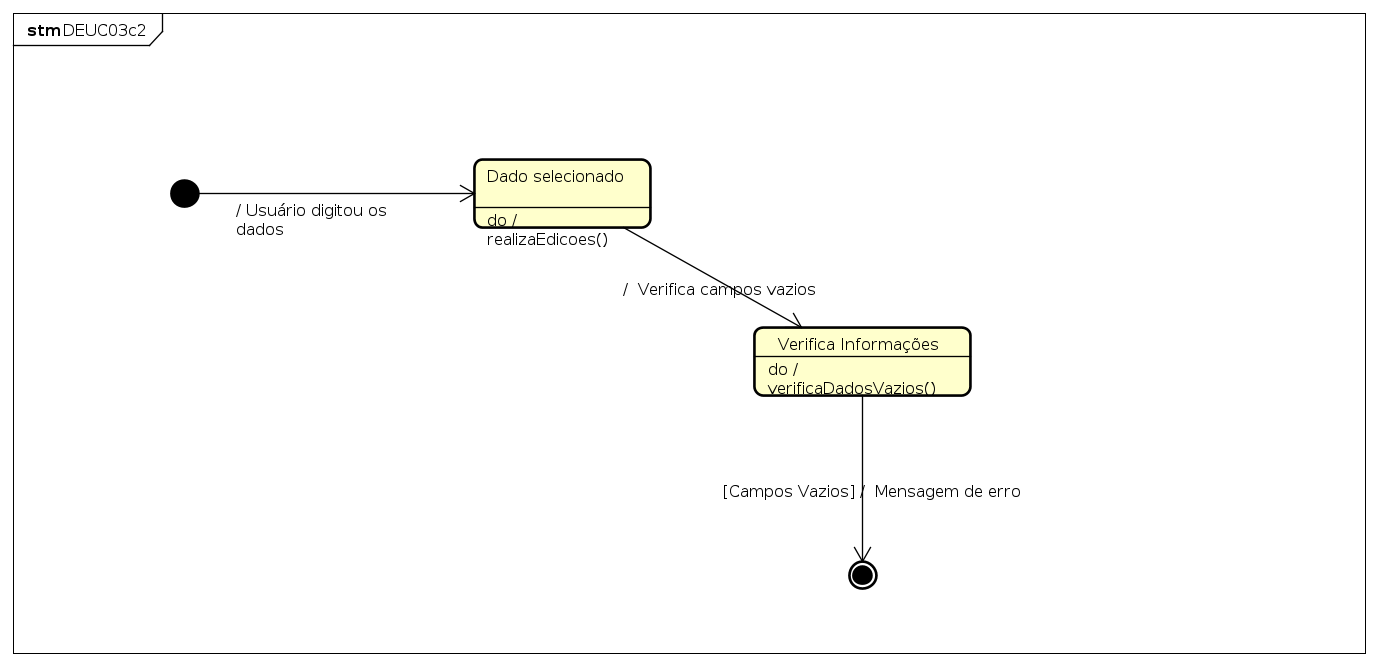 stm DEUC03c2
Dado selecionado
/ Usuário digitou os
dados
do /
realizaEdicoes()
/ Verifica campos vazios
Verifica Informações
do /
verificaDadosVazios()
[Campos Vazios] / Mensagem de erro